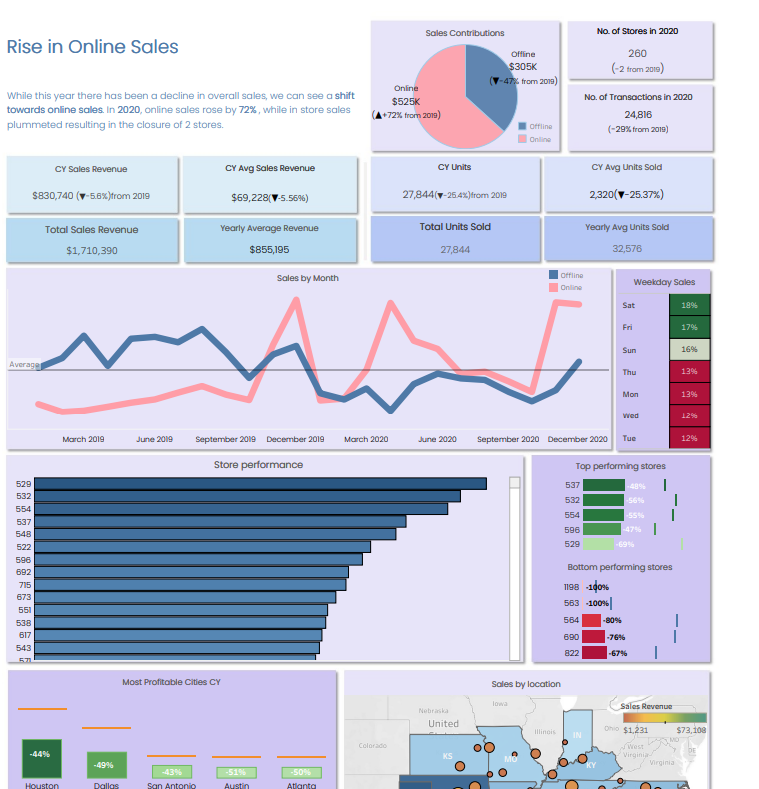 Rise in Online Sales
While this year there has been a decline in overall sales, we can see a shift
towards online sales. In 2020, online sales rose by 72% , while in store sales
plummeted resulting in the closure of 2 stores.
Sales Contributions
Offline
$305K
(▼-47% from 2019)
Online
$525K
(▲+72% from 2019)
Offline
Online
No. of Stores in 2020
260
(-2 from 2019)
No. of Transactions in 2020
24,816
(-29% from 2019)
CY Sales Revenue
$830,740 (▼-5.6%)from 2019
CY Avg Sales Revenue
$69,228(▼-5.56%)
CY Units
27,844(▼-25.4%)from 2019
CY Avg Units Sold
2,320(▼-25.37%)
Total Sales Revenue
$1,710,390
Yearly Average Revenue
$855,195
Total Units Sold
27,844
Yearly Avg Units Sold
32,576
Sales by Month
Offline
Online
Average
March 2019 June 2019 September 2019 December 2019 March 2020 June 2020 September 2020 December 2020
Weekday Sales
Sat 18%
Fri 17%
Sun 16%
Thu 13%
Mon 13%
Wed 12%
Tue 12%
Store performance
529
532
554
537
548
522
596
692
715
673
551
538
617
543
571
Top performing stores
537 -48%
532 -56%
554 -55%
596 -47%
529 -69%
Bottom performing stores
1198 -100%
563 -100%
564 -80%
690 -76%
822 -67%
Most Profitable Cities CY
-44%
-49%
-43%
-51%
-50%
Houston Dallas San Antonio Austin Atlanta
Sales by location
Sales Revenue
$1,231 $73,108
Nebraska
Iowa
United
Illinois
Ohio
Colorado
KS
MO
IN
KY
West
Virginia
Virginia
MD
DE